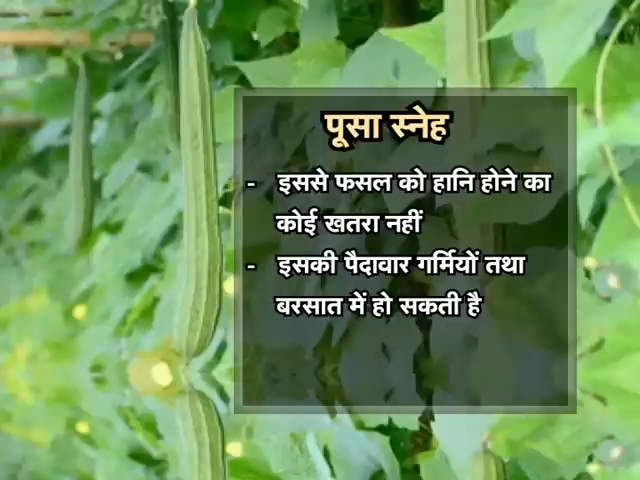 पूसा स्नेह
- इससे फसल को हानि होने का
कोई खतरा नहीं
- इसकी पैदावार गर्मियों तथा
बरसात में हो सकती है